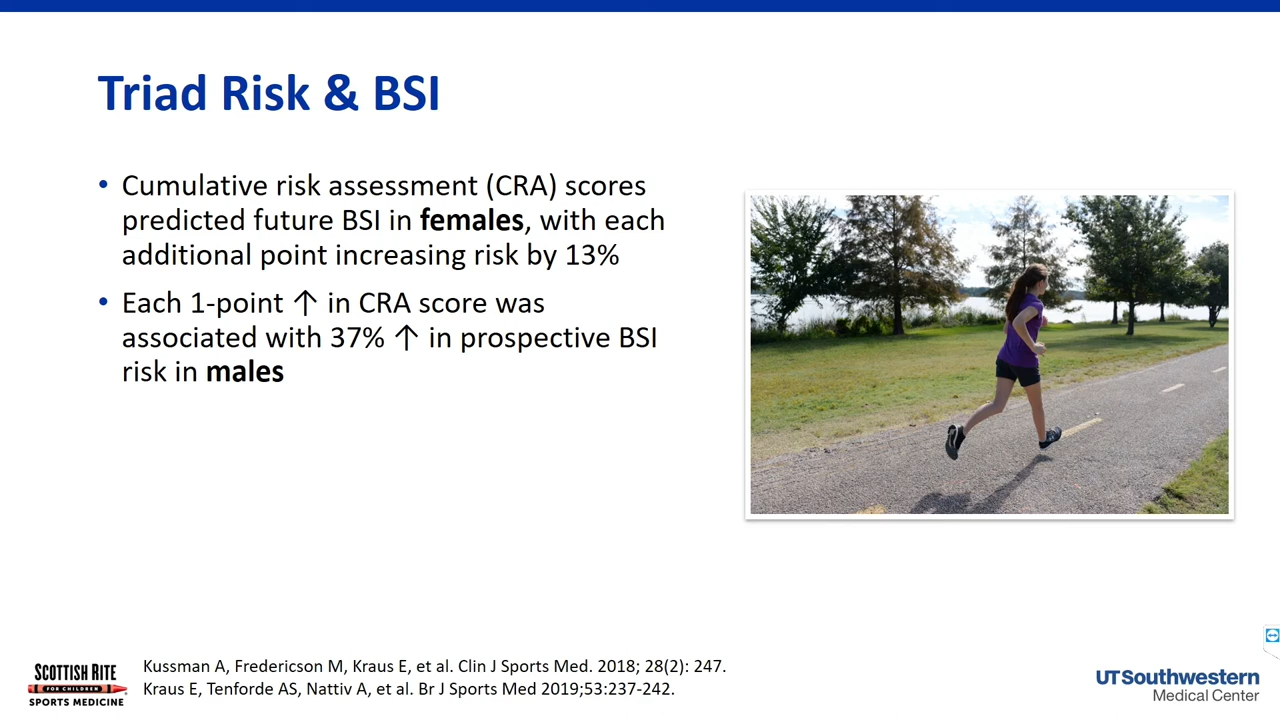 Triad Risk & BSI
• Cumulative risk assessment (CRA) scores
predicted future BSI in females, with each
additional point increasing risk by 13%
• Each 1-point ↑ in CRA score was
associated with 37% ↑ in prospective BSI
risk in males
Kussman A, Fredericson M, Kraus E, et al. Clin J Sports Med. 2018; 28(2): 247.
Kraus E, Tenforde AS, Nattiv A, et al. Br J Sports Med 2019;53:237-242.
SCOTTISH RITE
FOR CHILDREN
SPORTS MEDICINE
UTSouthwestern
Medical Center